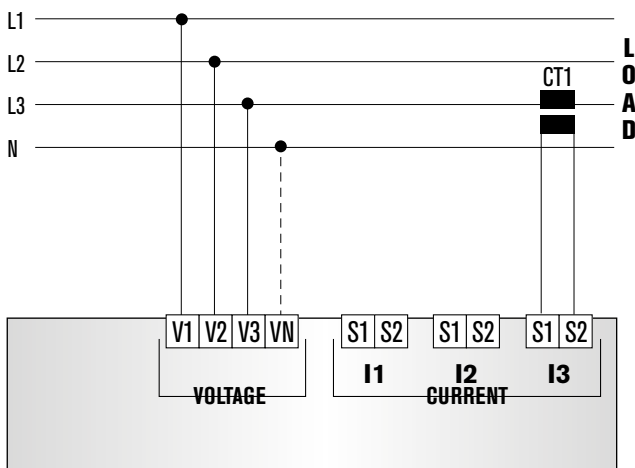 L1
L2
L3
N
CT1
LOAD
V1 V2 V3 VN
S1 S2 S1 S2 S1 S2
I1 I2 I3
VOLTAGE CURRENT